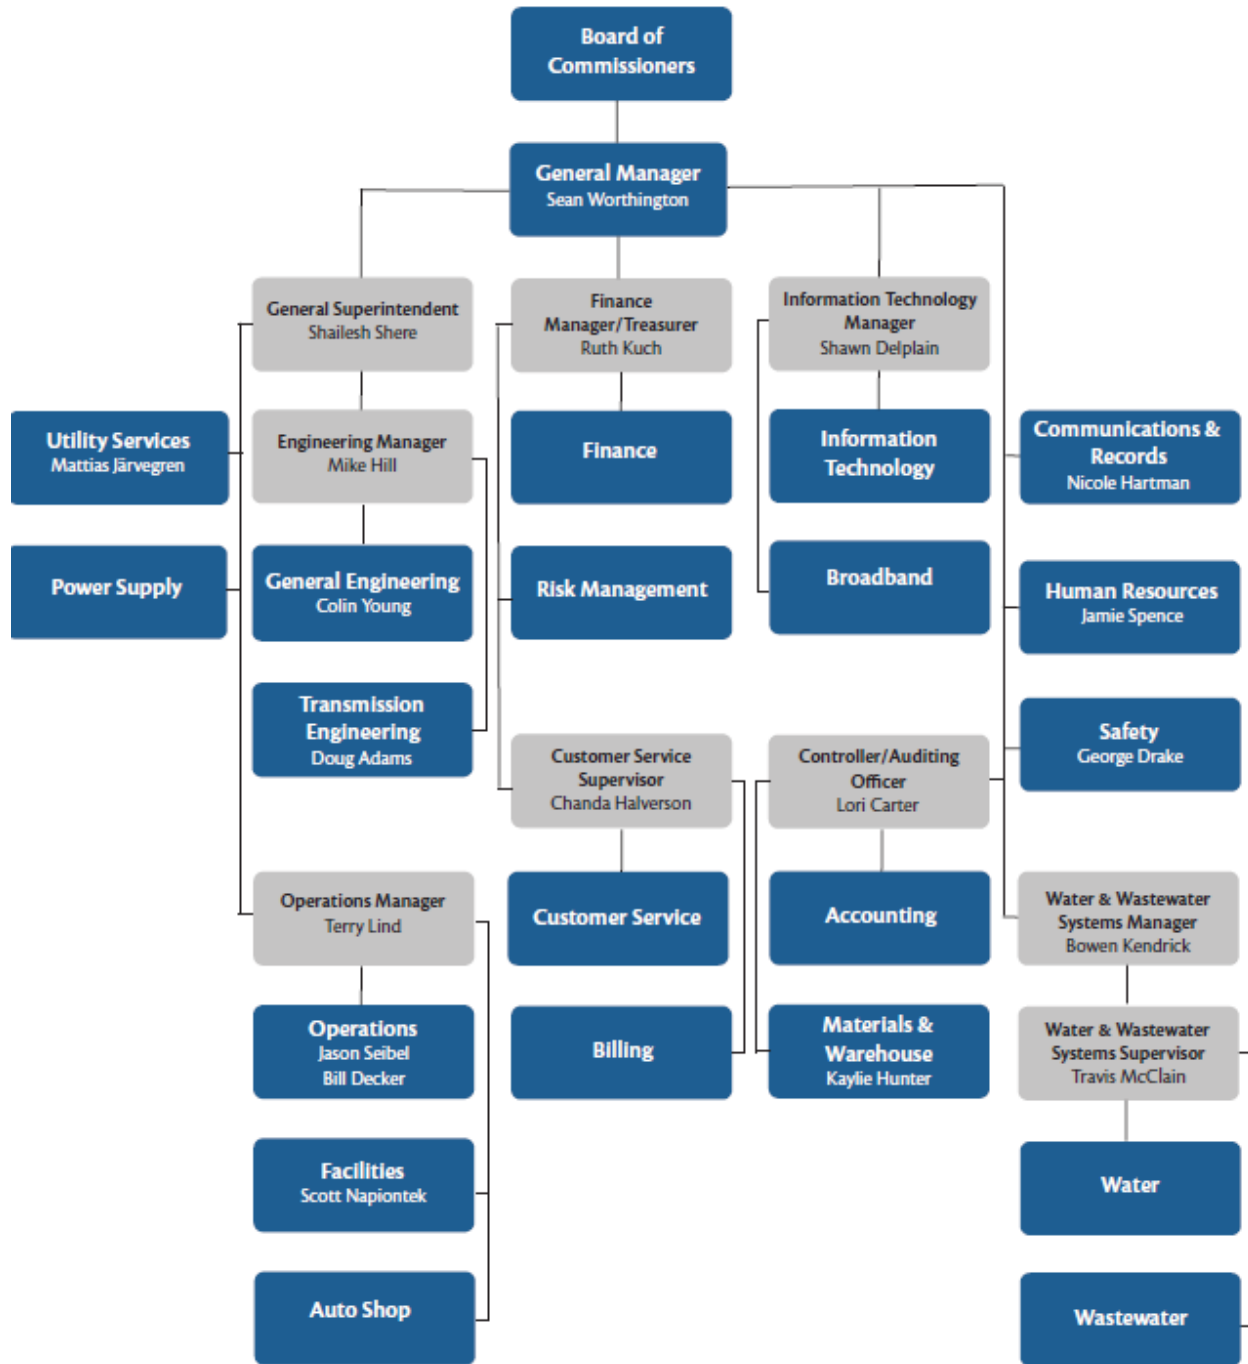 Board of
Commissioners
General Manager
Sean Worthington
General Superintendent
Shailesh Shere
Finance
Manager/Treasurer
Ruth Kuch
Information Technology
Manager
Shawn Delplain
Utility Services
Mattias Järvegren
Engineering Manager
Mike Hill
Finance
Information
Technology
Communications &
Records
Nicole Hartman
Power Supply
General Engineering
Colin Young
Risk Management
Broadband
Human Resources
Jamie Spence
Transmission
Engineering
Doug Adams
Customer Service
Supervisor
Chanda Halverson
Controller/Auditing
Officer
Lori Carter
Safety
George Drake
Operations Manager
Terry Lind
Customer Service
Accounting
Water & Wastewater
Systems Manager
Bowen Kendrick
Operations
Jason Seibel
Bill Decker
Billing
Materials &
Warehouse
Kaylie Hunter
Water & Wastewater
Systems Supervisor
Travis McClain
Facilities
Scott Napiontek
Water
Auto Shop
Wastewater